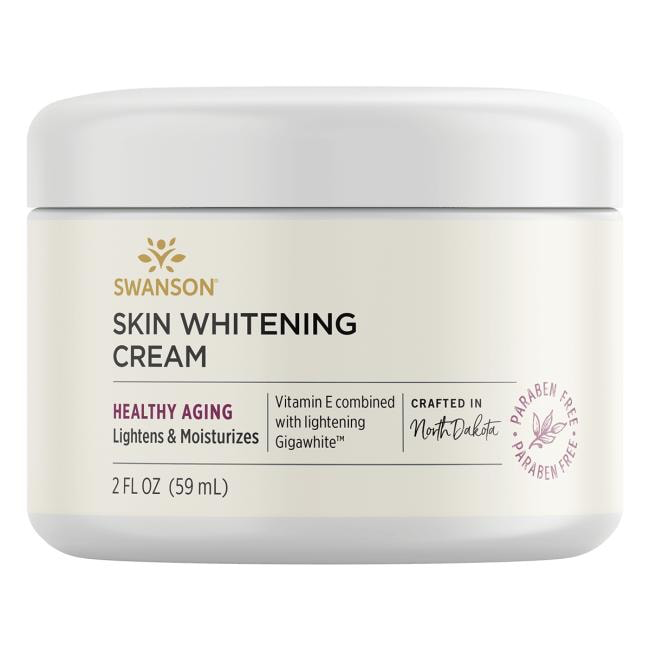 SWANSON®
SKIN WHITENING
CREAM
HEALTHY AGING
Lightens & Moisturizes
Vitamin E combined
with lightening
Gigawhite™
CRAFTED IN
North Dakota
PARABEN FREE • PARABEN FREE •
2 FL OZ (59 mL)